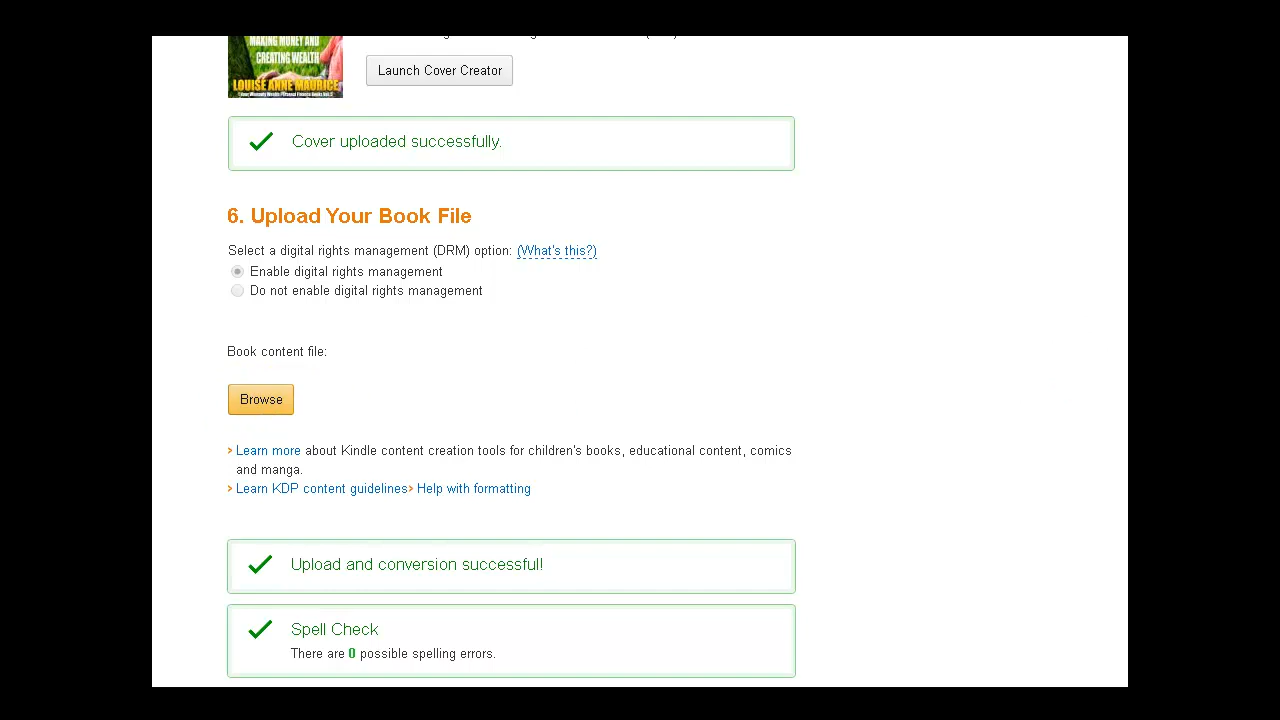 MAKING MONEY AND
CREATING WEALTH
LOUISE ANNE MAURICE
Launch Cover Creator
Cover uploaded successfully.
6. Upload Your Book File
Select a digital rights management (DRM) option: (What's this?)
Enable digital rights management
Do not enable digital rights management
Book content file:
Browse
› Learn more about Kindle content creation tools for children's books, educational content, comics
and manga.
› Learn KDP content guidelines› Help with formatting
Upload and conversion successful!
Spell Check
There are 0 possible spelling errors.